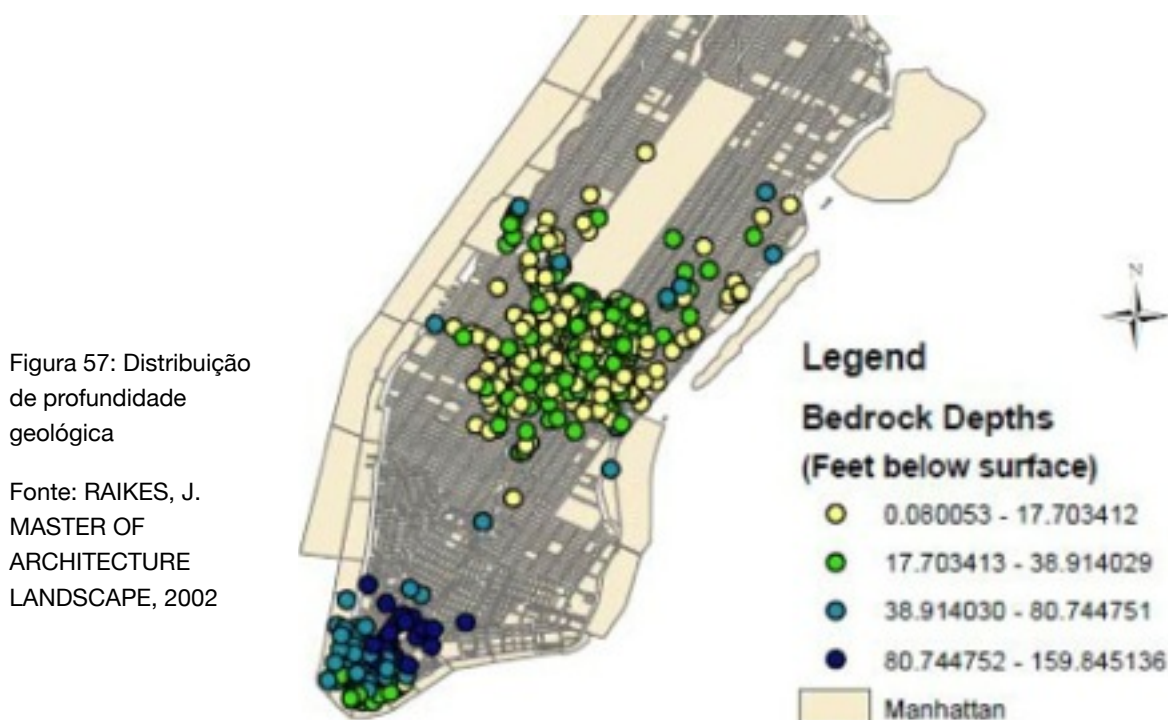 Figura 57: Distribuição
de profundidade
geológica
Fonte: RAIKES, J.
MASTER OF
ARCHITECTURE
LANDSCAPE, 2002
N
Legend
Bedrock Depths
(Feet below surface)
0.080053 - 17.703412
17.703413 - 38.914029
38.914030 - 80.744751
80.744752 - 159.845136
Manhattan